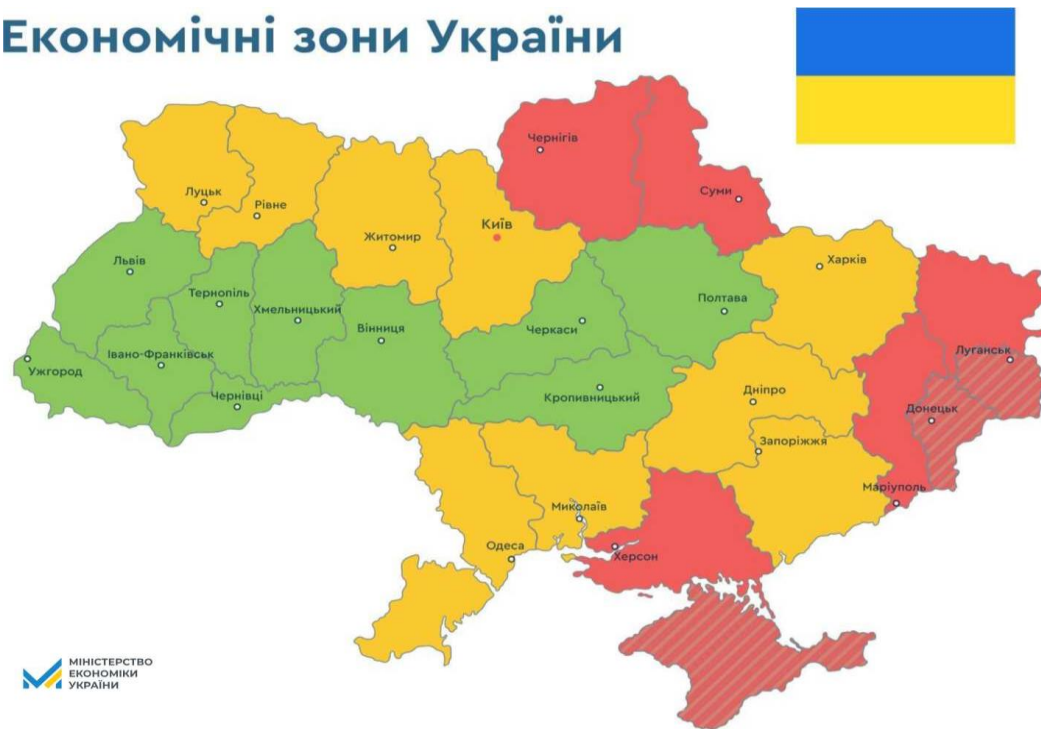 Економічні зони України
Чернігів
Луцьк
Рівне
Суми
Київ
Житомир
Харків
Львів
Тернопіль
Хмельницький
Полтава
Вінниця
Черкаси
Івано-Франківськ
Луганськ
Ужгород
Чернівці
Кропивницький
Дніпро
Донецьк
Запоріжжя
Маріуполь
Миколаїв
Одеса
Херсон
МІНІСТЕРСТВО
ЕКОНОМІКИ
УКРАЇНИ